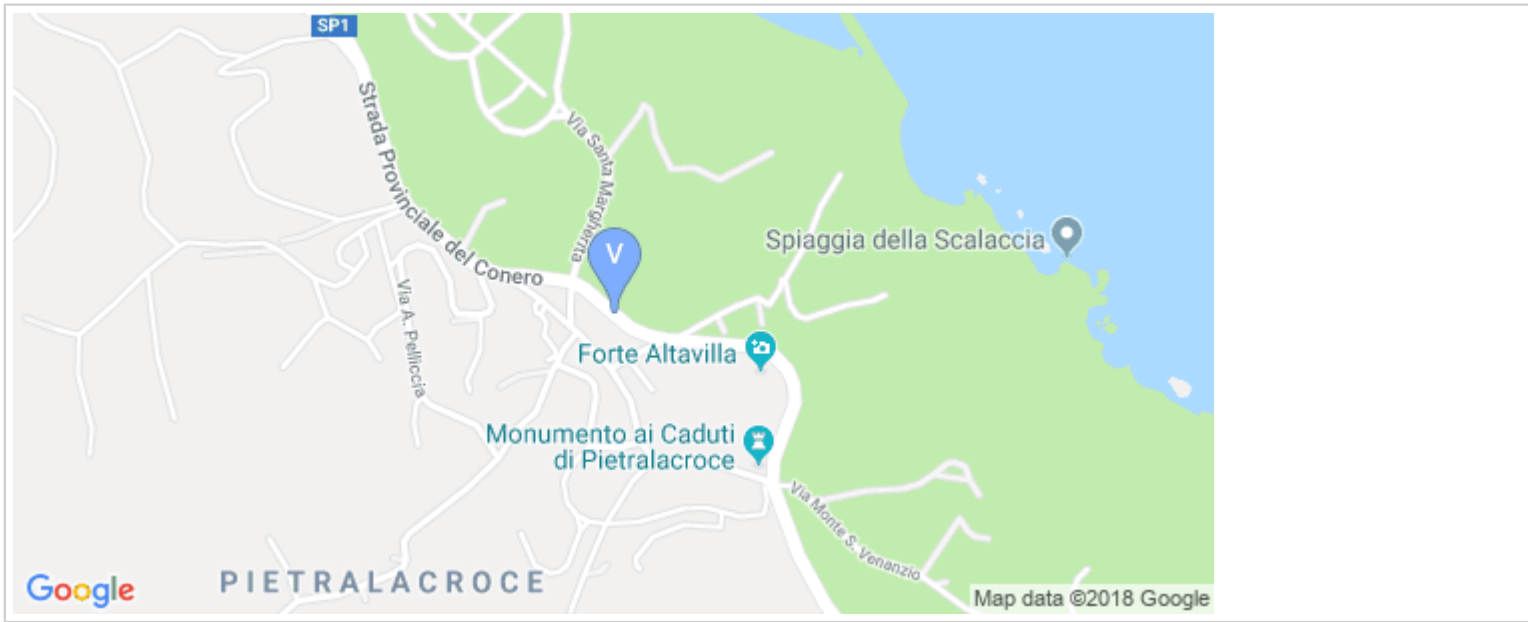 SP1
Strada Provinciale del Conero
Via Santa Margherita
V
Spiaggia della Scalaccia
Via A. Pelliccia
Forte Altavilla
Monumento ai Caduti
di Pietralacroce
Via Monte S. Venanzio
PIETRALACROCE
Google
Map data ©2018 Google